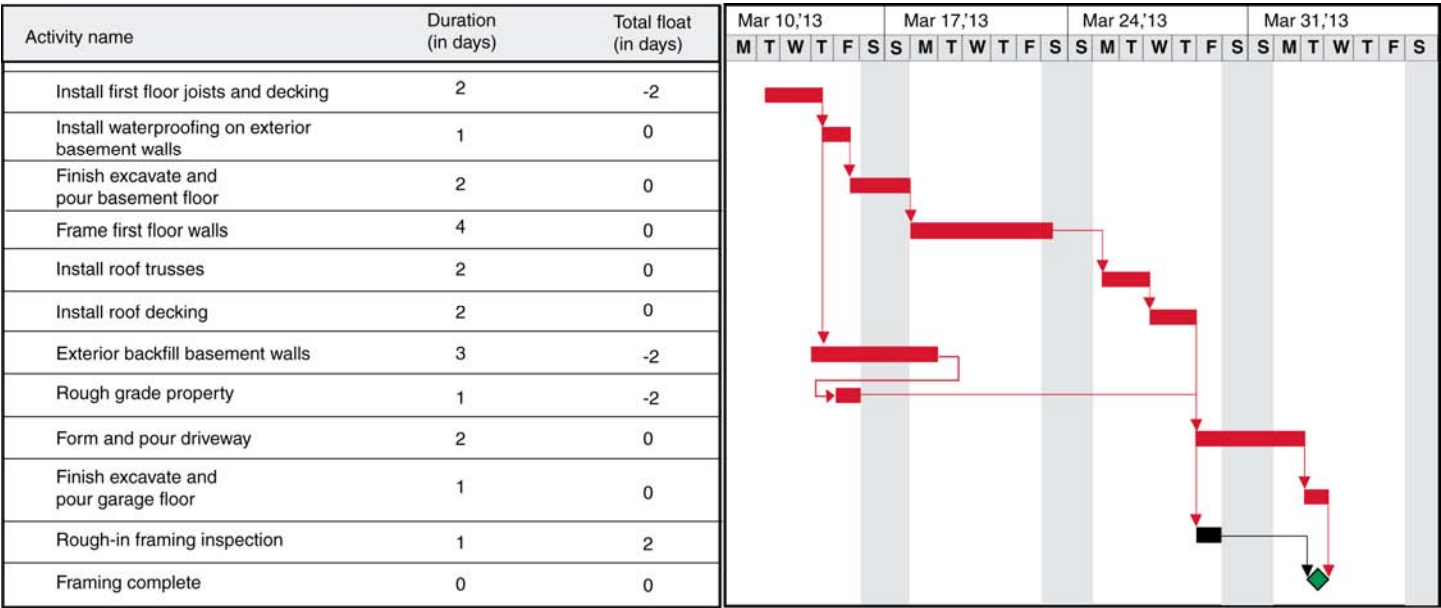 Activity name Duration (in days) Total float (in days)
Mar 10,'13 Mar 17,'13 Mar 24,'13 Mar 31,'13
M T W T F S S M T W T F S S M T W T F S S M T W T F S
Install first floor joists and decking 2 -2
Install waterproofing on exterior
basement walls 1 0
Finish excavate and
pour basement floor 2 0
Frame first floor walls 4 0
Install roof trusses 2 0
Install roof decking 2 0
Exterior backfill basement walls 3 -2
Rough grade property 1 -2
Form and pour driveway 2 0
Finish excavate and
pour garage floor 1 0
Rough-in framing inspection 1 2
Framing complete 0 0